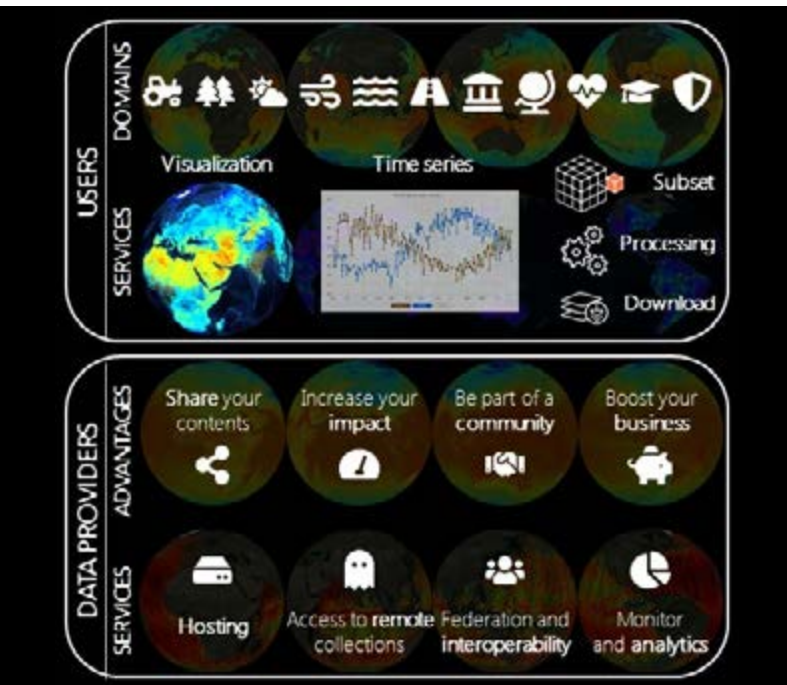 USERS
DOMAINS
Visualization
Time series
Subset
SERVICES
Processing
Download
DATA PROVIDERS
ADVANTAGES
Share your
contents
Increase your
impact
Be part of a
community
Boost your
business
SERVICES
Hosting
Access to remote
collections
Federation and
interoperability
Monitor
and analytics